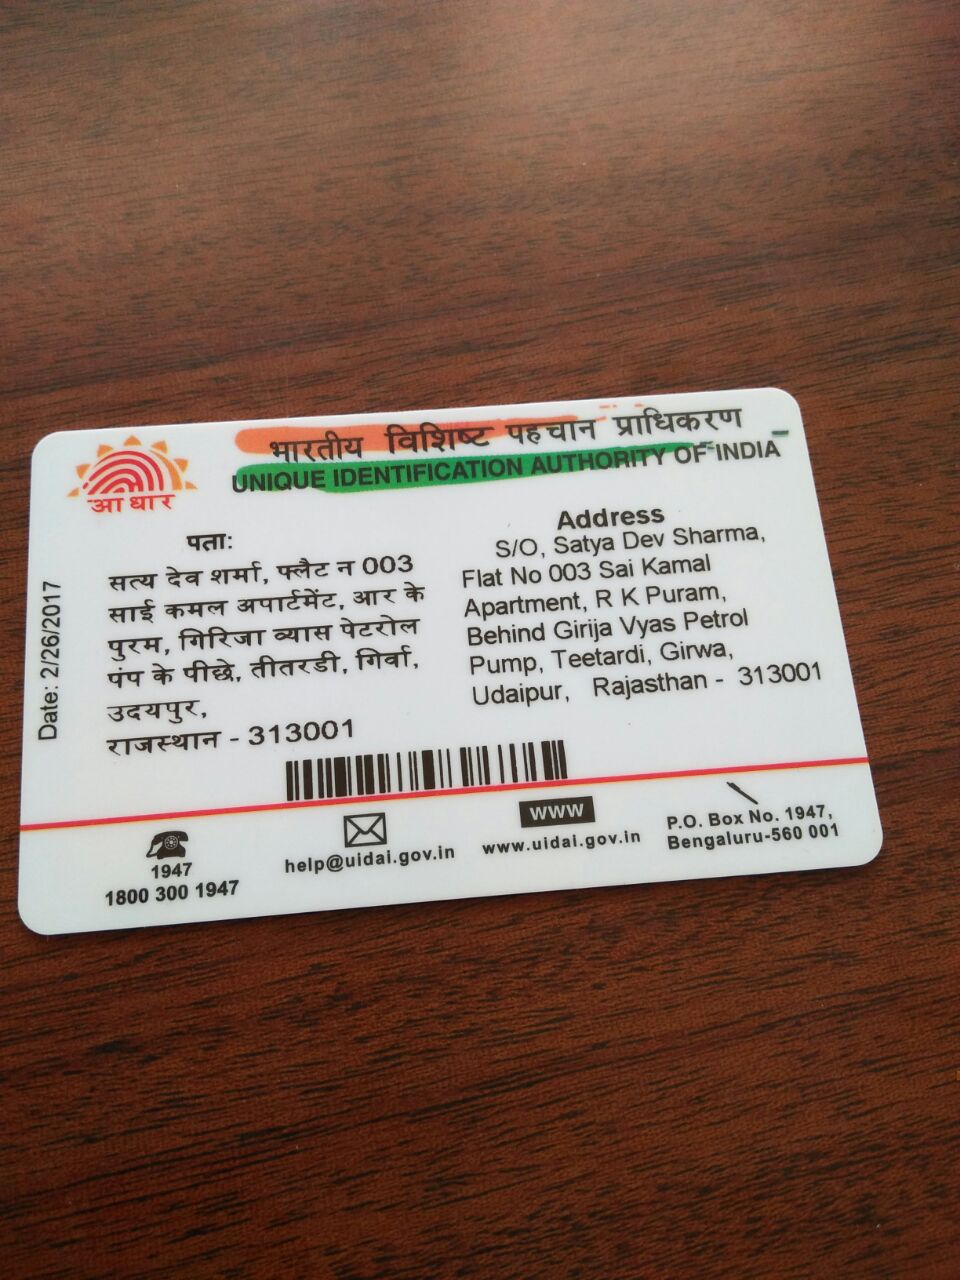 भारतीय विशिष्ट पहचान प्राधिकरण
UNIQUE IDENTIFICATION AUTHORITY OF INDIA
आधार
पता:
सत्य देव शर्मा, फ्लैट न 003
साई कमल अपार्टमेंट, आर के
पुरम, गिरिजा व्यास पेटरोल
पंप के पीछे, तीतरडी, गिर्वा,
उदयपुर,
राजस्थान - 313001
Address
S/O, Satya Dev Sharma,
Flat No 003 Sai Kamal
Apartment, R K Puram,
Behind Girija Vyas Petrol
Pump, Teetardi, Girwa,
Udaipur, Rajasthan - 313001
Date: 2/26/2017
1947
1800 300 1947
help@uidai.gov.in
www
www.uidai.gov.in
P.O. Box No. 1947,
Bengaluru-560 001